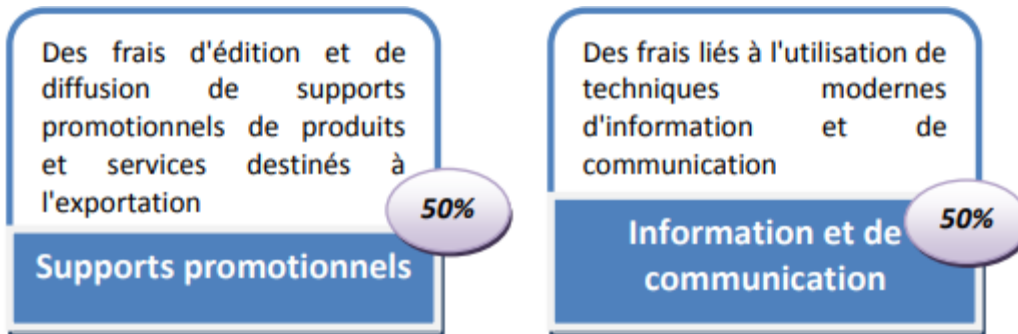 Des frais d'édition et de
diffusion de supports
promotionnels de produits
et services destinés à
l'exportation
50%
Supports promotionnels
Des frais liés à l'utilisation de
techniques modernes
d'information et de
communication
50%
Information et de
communication